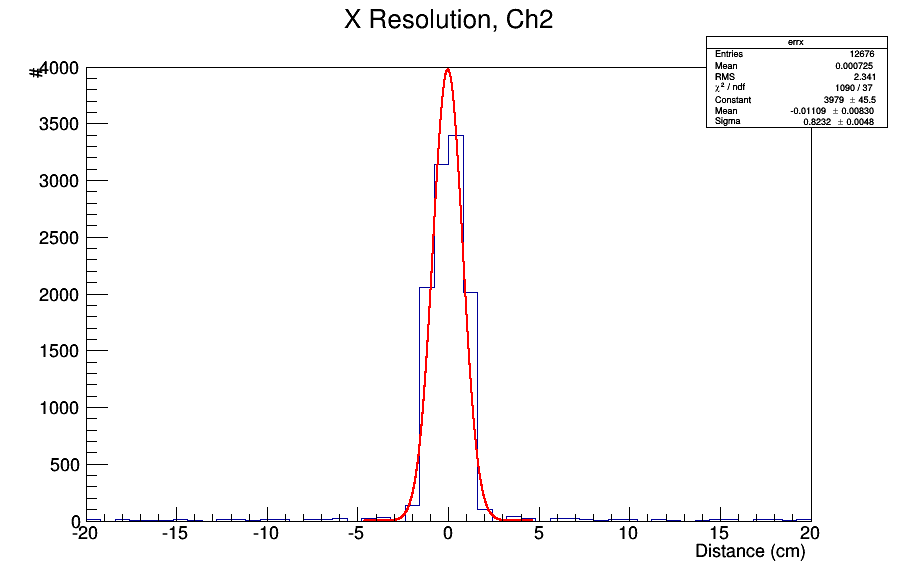 X Resolution, Ch2
errx
Entries 12676
Mean 0.000725
RMS 2.341
χ² / ndf 1090 / 37
Constant 3979 ± 45.5
Mean -0.01109 ± 0.00830
Sigma 0.8232 ± 0.0048
#
4000
3500
3000
2500
2000
1500
1000
500
0
-20 -15 -10 -5 0 5 10 15 20
Distance (cm)